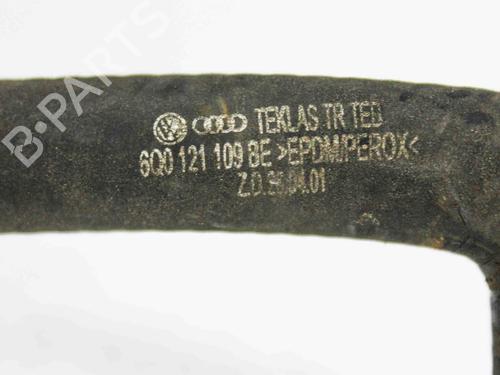 B-PARTS
TEKLAS TR TED
6Q0 121 109 BE >EPDM/PEROX<